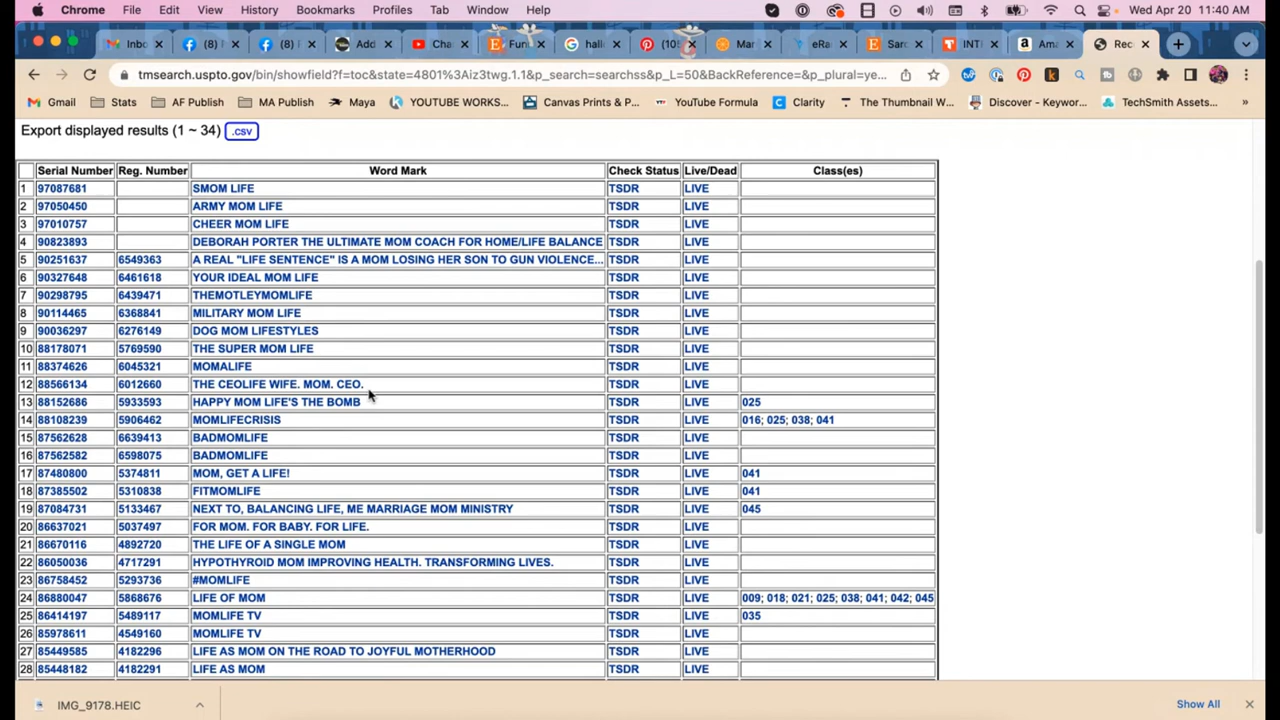 Chrome File Edit View History Bookmarks Profiles Tab Window Help Wed Apr 20 11:40 AM
Inbo (8) F (8) F Add Cha Fun hall (10 Mar eRa Sarc INT Ama Rec
tmsearch.uspto.gov/bin/showfield?f=toc&state=4801%3Aiz3twg.1.1&p_search=searchss&p_L=50&BackReference=&p_plural=ye...
Gmail Stats AF Publish MA Publish Maya YOUTUBE WORKS... Canvas Prints & P... YouTube Formula Clarity The Thumbnail W... Discover - Keywor... TechSmith Assets... »
Export displayed results (1 ~ 34) .csv
Serial Number Reg. Number Word Mark Check Status Live/Dead Class(es)
1 97087681 SMOM LIFE TSDR LIVE
2 97050450 ARMY MOM LIFE TSDR LIVE
3 97010757 CHEER MOM LIFE TSDR LIVE
4 90823893 DEBORAH PORTER THE ULTIMATE MOM COACH FOR HOME/LIFE BALANCE TSDR LIVE
5 90251637 6549363 A REAL "LIFE SENTENCE" IS A MOM LOSING HER SON TO GUN VIOLENCE... TSDR LIVE
6 90327648 6461618 YOUR IDEAL MOM LIFE TSDR LIVE
7 90298795 6439471 THEMOTLEYMOMLIFE TSDR LIVE
8 90114465 6368841 MILITARY MOM LIFE TSDR LIVE
9 90036297 6276149 DOG MOM LIFESTYLES TSDR LIVE
10 88178071 5769590 THE SUPER MOM LIFE TSDR LIVE
11 88374626 6045321 MOMALIFE TSDR LIVE
12 88566134 6012660 THE CEOLIFE WIFE. MOM. CEO. TSDR LIVE
13 88152686 5933593 HAPPY MOM LIFE'S THE BOMB TSDR LIVE 025
14 88108239 5906462 MOMLIFECRISIS TSDR LIVE 016; 025; 038; 041
15 87562628 6639413 BADMOMLIFE TSDR LIVE
16 87562582 6598075 BADMOMLIFE TSDR LIVE
17 87480800 5374811 MOM, GET A LIFE! TSDR LIVE 041
18 87385502 5310838 FITMOMLIFE TSDR LIVE 041
19 87084731 5133467 NEXT TO, BALANCING LIFE, ME MARRIAGE MOM MINISTRY TSDR LIVE 045
20 86637021 5037497 FOR MOM. FOR BABY. FOR LIFE. TSDR LIVE
21 86670116 4892720 THE LIFE OF A SINGLE MOM TSDR LIVE
22 86050036 4717291 HYPOTHYROID MOM IMPROVING HEALTH. TRANSFORMING LIVES. TSDR LIVE
23 86758452 5293736 #MOMLIFE TSDR LIVE
24 86880047 5868676 LIFE OF MOM TSDR LIVE 009; 018; 021; 025; 038; 041; 042; 045
25 86414197 5489117 MOMLIFE TV TSDR LIVE 035
26 85978611 4549160 MOMLIFE TV TSDR LIVE
27 85449585 4182296 LIFE AS MOM ON THE ROAD TO JOYFUL MOTHERHOOD TSDR LIVE
28 85448182 4182291 LIFE AS MOM TSDR LIVE
IMG_9178.HEIC Show All